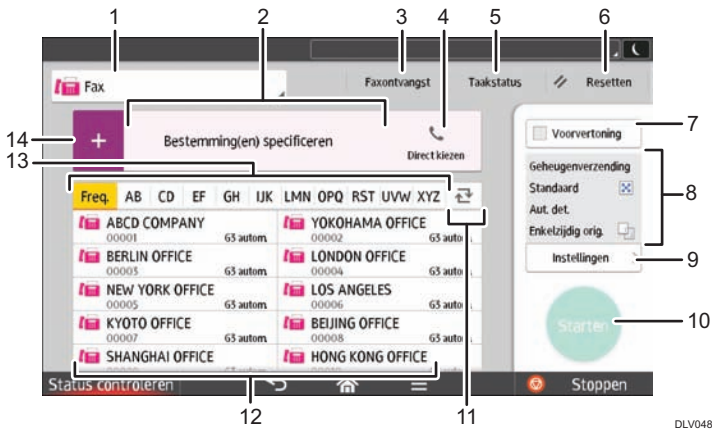 1 2 3 4 5 6
Fax Faxontvangst Taakstatus Resetten
14 + Bestemming(en) specificeren Direct kiezen Voorvertoning 7
13 Geheugenverzending
Freq. AB CD EF GH IJK LMN OPQ RST UVW XYZ Standaard 8
ABCD COMPANY YOKOHAMA OFFICE Aut. det.
00001 G3 autom. 00002 G3 Enkelzijdig orig.
BERLIN OFFICE LONDON OFFICE Instellingen 9
00003 G3 autom. 00004 G3
NEW YORK OFFICE LOS ANGELES
00005 G3 autom. 00006 G3
KYOTO OFFICE BEIJING OFFICE Starten 10
00007 G3 autom. 00008 G3
SHANGHAI OFFICE HONG KONG OFFICE
Status controleren Stoppen
12 11
DLV048